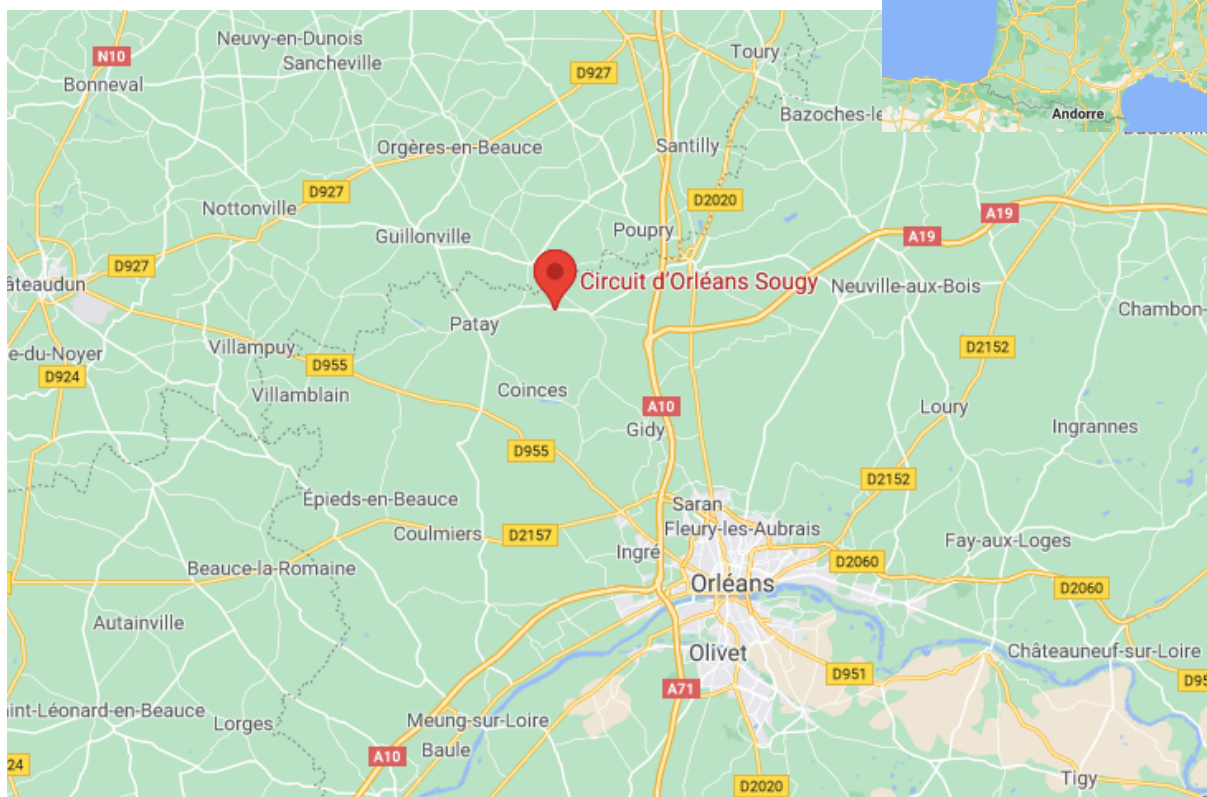 Neuvy-en-Dunois
Toury
N10
Sancheville
D927
Bonneval
Andorre
Bazoches-le
Orgères-en-Beauce
Santilly
D927
D2020
Nottonville
A19
Guillonville
Poupry
A19
D927
âteaudun
Circuit d'Orléans Sougy
Neuville-aux-Bois
Chambon-
Patay
e-du-Noyer
Villampuy
D2152
D955
D924
Villamblain
Coinces
A10
Loury
Gidy
Ingrannes
D955
D2152
Épieds-en-Beauce
Saran
Coulmiers
D2157
Fleury-les-Aubrais
Ingré
Fay-aux-Loges
D2060
Beauce-la-Romaine
Orléans
D2060
Autainville
Olivet
Châteauneuf-sur-Loire
D951
D95
A71
int-Léonard-en-Beauce
Lorges
Meung-sur-Loire
Baule
A10
24
D2020
Tigy